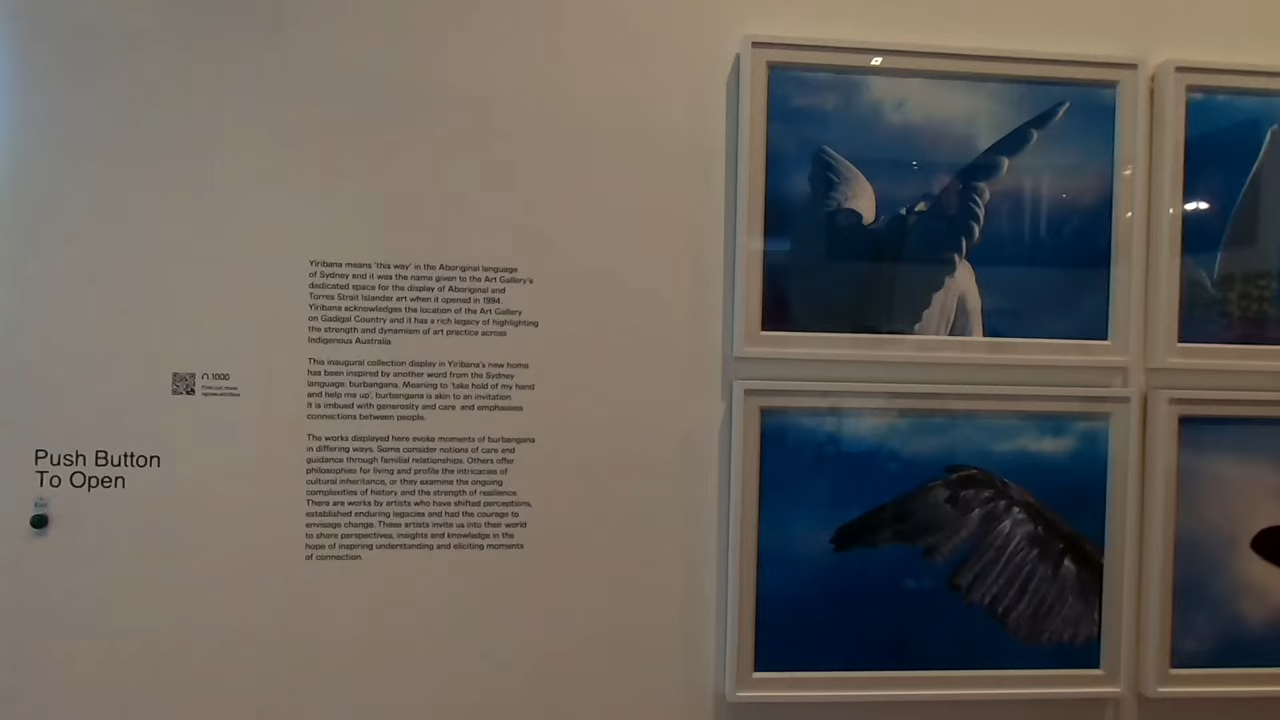 Yiribana means 'this way' in the Aboriginal language
of Sydney and it was the name given to the Art Gallery's
dedicated space for the display of Aboriginal and
Torres Strait Islander art when it opened in 1994.
Yiribana acknowledges the location of the Art Gallery
on Gadigal Country and it has a rich legacy of highlighting
the strength and dynamism of art practice across
Indigenous Australia
This inaugural collection display in Yiribana's new home
has been inspired by another word from the Sydney
language: burbangana. Meaning to 'take hold of my hand
and help me up', burbangana is akin to an invitation.
It is imbued with generosity and care and emphasises
connections between people.
The works displayed here evoke moments of burbangana
in differing ways. Some consider notions of care and
guidance through familial relationships. Others offer
philosophies for living and profile the intricacies of
cultural inheritance, or they examine the ongoing
complexities of history and the strength of resilience.
There are works by artists who have shifted perceptions,
established enduring legacies and had the courage to
envisage change. These artists invite us into their world
to share perspectives, insights and knowledge in the
hope of inspiring understanding and eliciting moments
of connection.
1000
Push Button
To Open